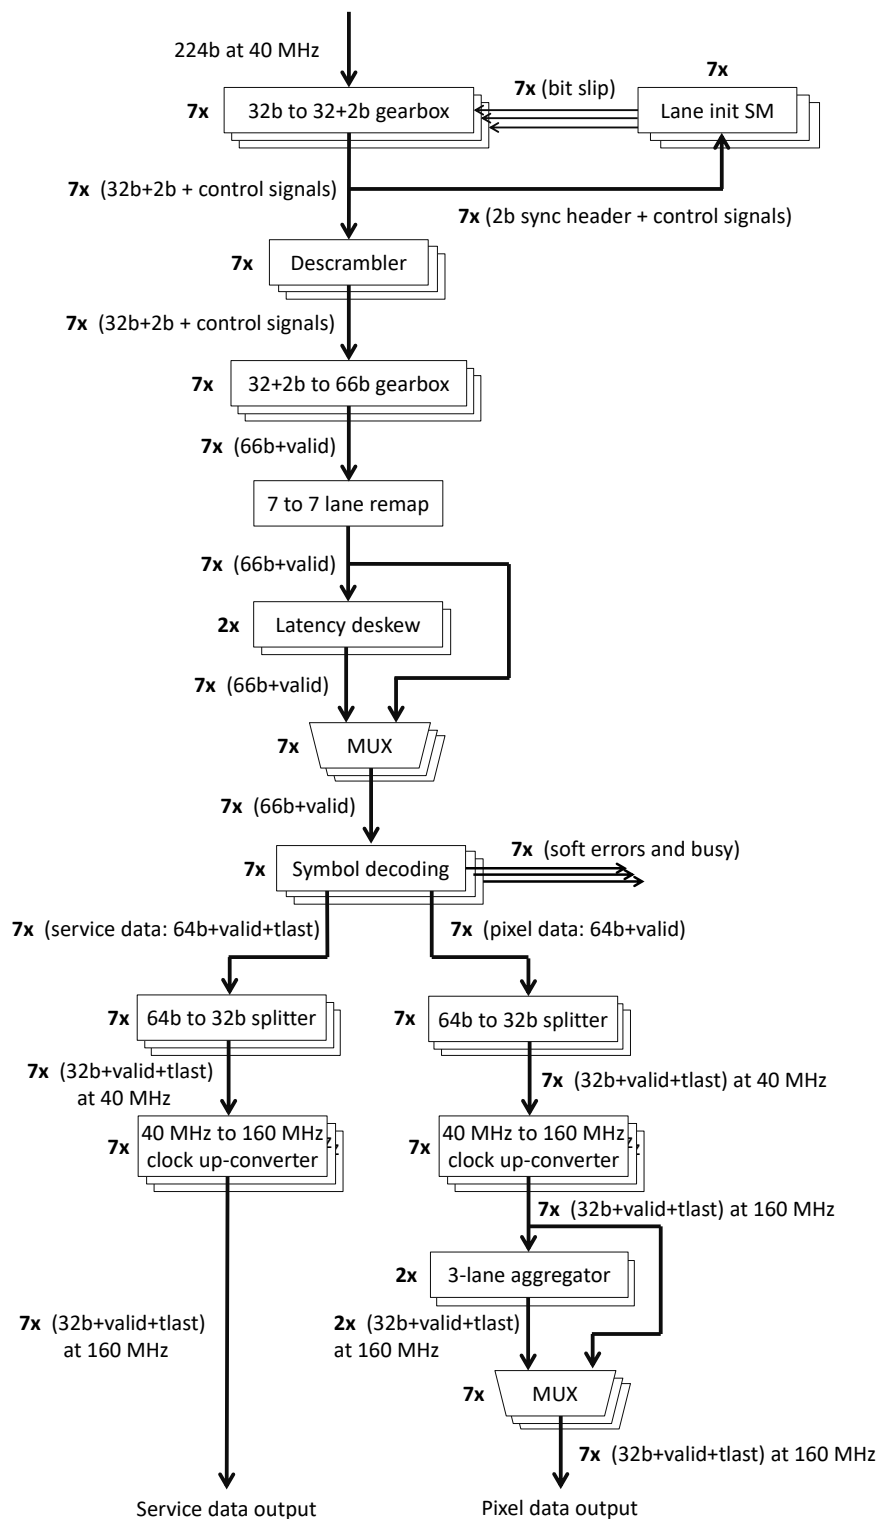 224b at 40 MHz
7x
7x (bit slip)
7x 32b to 32+2b gearbox
Lane init SM
7x (32b+2b + control signals)
7x (2b sync header + control signals)
7x Descrambler
7x (32b+2b + control signals)
7x 32+2b to 66b gearbox
7x (66b+valid)
7 to 7 lane remap
7x (66b+valid)
2x Latency deskew
7x (66b+valid)
7x MUX
7x (66b+valid)
7x Symbol decoding
7x (soft errors and busy)
7x (service data: 64b+valid+tlast)
7x (pixel data: 64b+valid)
7x 64b to 32b splitter
7x 64b to 32b splitter
7x (32b+valid+tlast)
at 40 MHz
7x (32b+valid+tlast) at 40 MHz
7x 40 MHz to 160 MHz
clock up-converter
7x 40 MHz to 160 MHz
clock up-converter
7x (32b+valid+tlast) at 160 MHz
2x 3-lane aggregator
7x (32b+valid+tlast)
at 160 MHz
2x (32b+valid+tlast)
at 160 MHz
7x MUX
7x (32b+valid+tlast) at 160 MHz
Service data output
Pixel data output